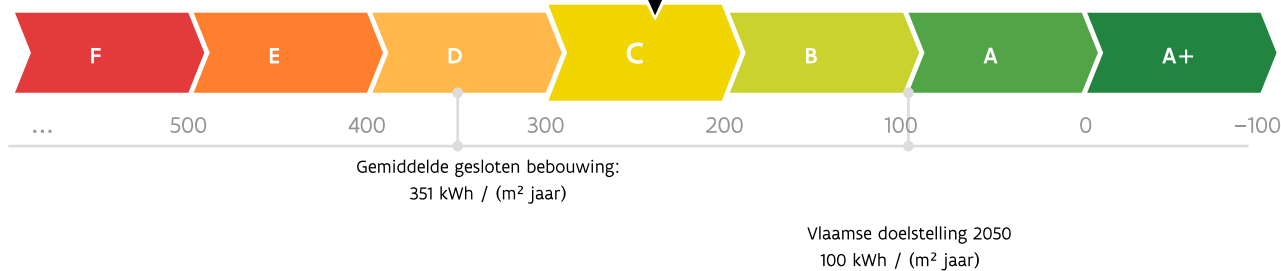 F E D C B A A+
... 500 400 300 200 100 0 –100
Gemiddelde gesloten bebouwing:
351 kWh / (m² jaar)
Vlaamse doelstelling 2050
100 kWh / (m² jaar)